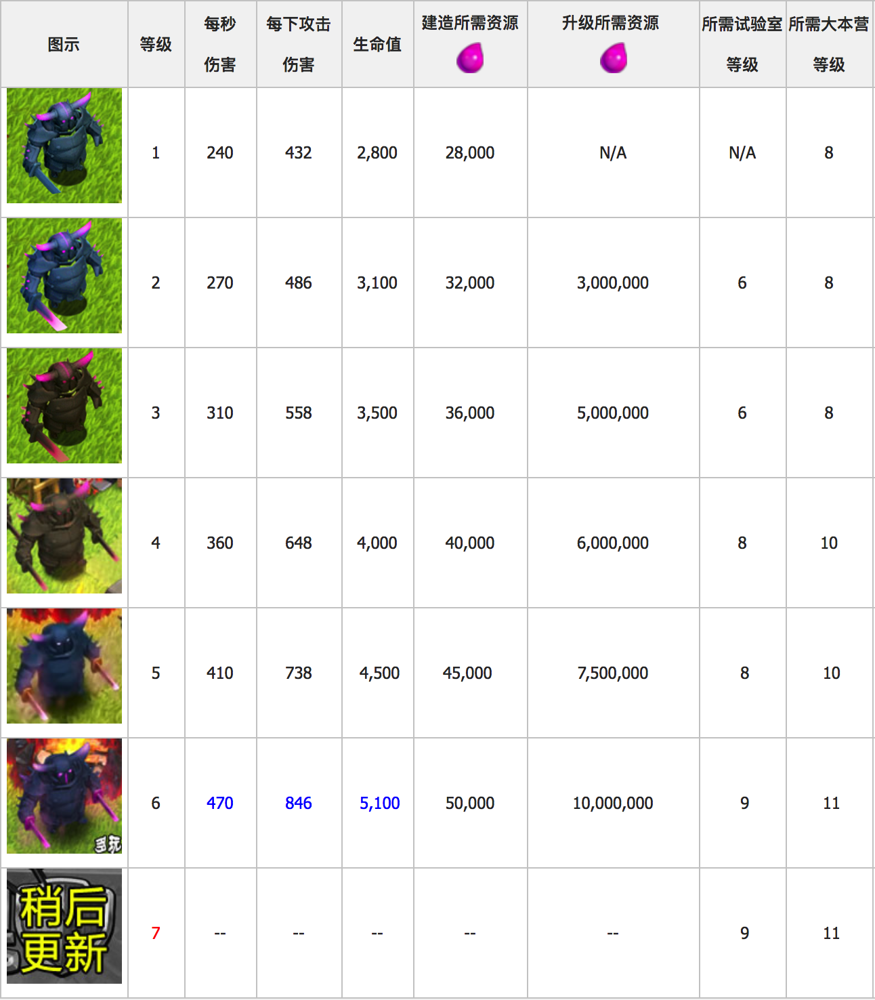 图示 等级 每秒伤害 每下攻击伤害 生命值 建造所需资源 升级所需资源 所需试验室等级 所需大本营等级
1 240 432 2,800 28,000 N/A N/A 8
2 270 486 3,100 32,000 3,000,000 6 8
3 310 558 3,500 36,000 5,000,000 6 8
4 360 648 4,000 40,000 6,000,000 8 10
5 410 738 4,500 45,000 7,500,000 8 10
6 470 846 5,100 50,000 10,000,000 9 11
多玩
稍后
更新
7 -- -- -- -- -- 9 11